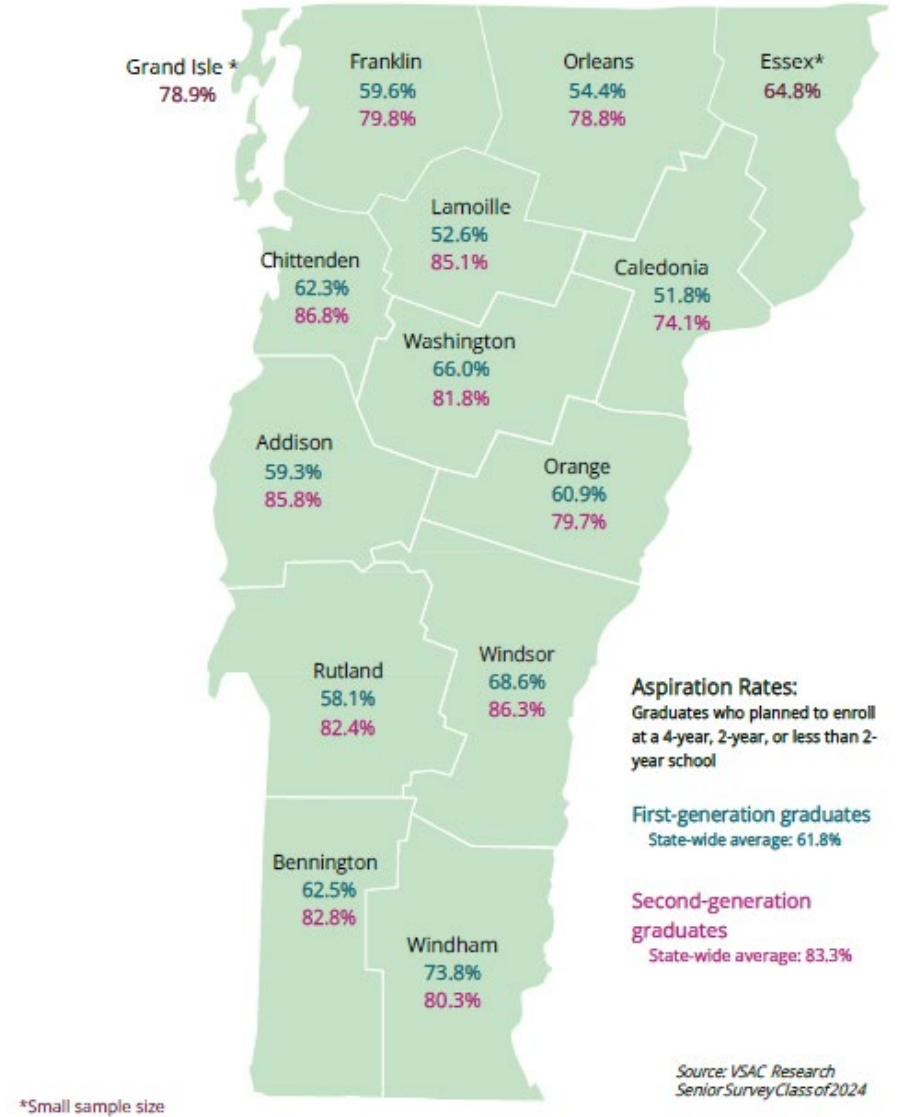 Grand Isle *
78.9%
Franklin
59.6%
79.8%
Orleans
54.4%
78.8%
Essex*
64.8%
Lamoille
52.6%
85.1%
Chittenden
62.3%
86.8%
Caledonia
51.8%
74.1%
Washington
66.0%
81.8%
Addison
59.3%
85.8%
Orange
60.9%
79.7%
Rutland
58.1%
82.4%
Windsor
68.6%
86.3%
Bennington
62.5%
82.8%
Windham
73.8%
80.3%
Aspiration Rates:
Graduates who planned to enroll
at a 4-year, 2-year, or less than 2-
year school
First-generation graduates
State-wide average: 61.8%
Second-generation
graduates
State-wide average: 83.3%
Source: VSAC Research
Senior Survey Class of 2024
*Small sample size